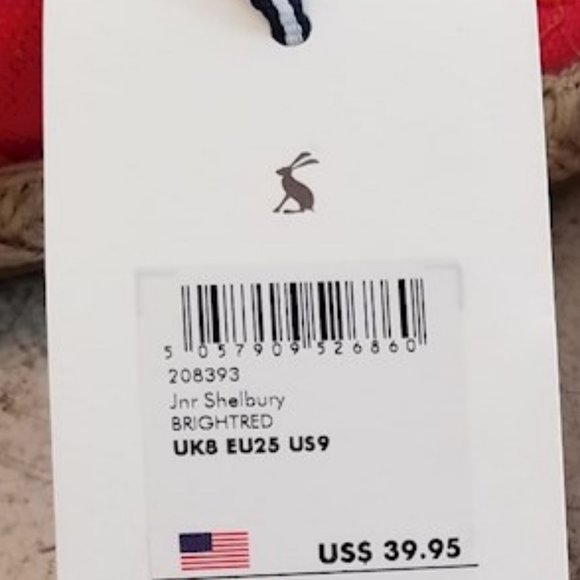 5 057909 526860
208393
Jnr Shelbury
BRIGHTRED
UK8 EU25 US9
US$ 39.95